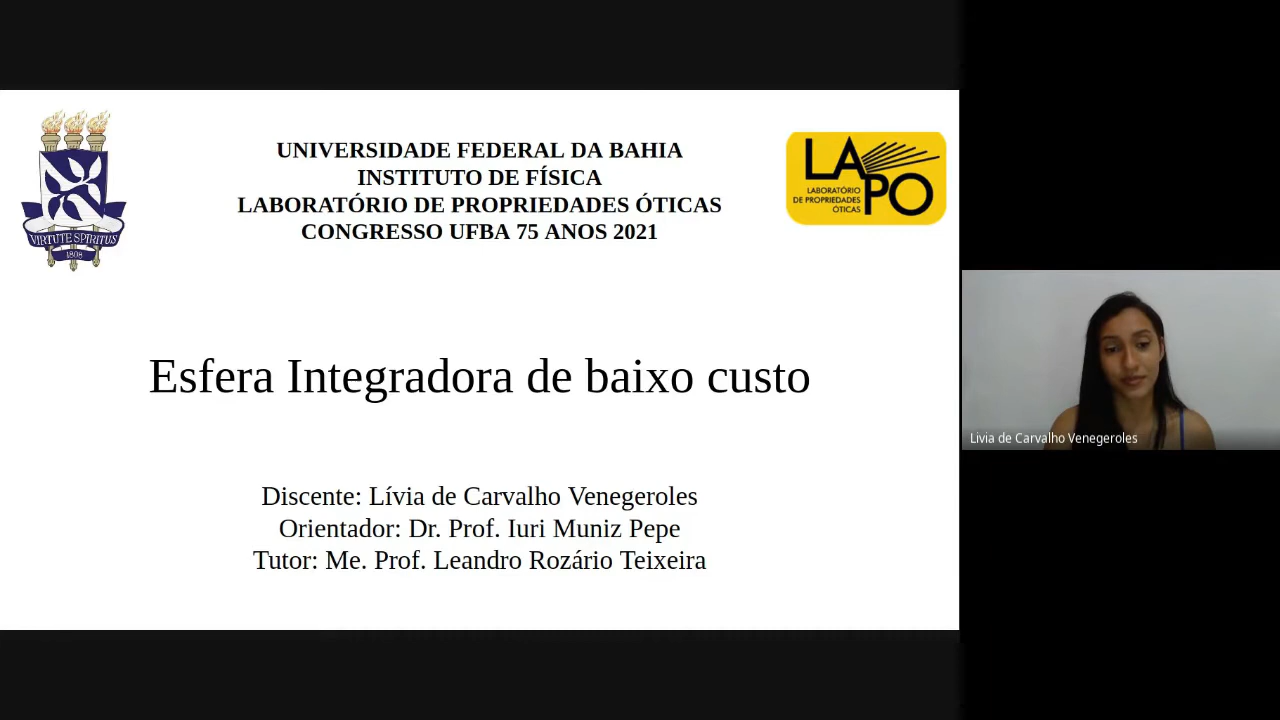 UNIVERSIDADE FEDERAL DA BAHIA
INSTITUTO DE FÍSICA
LABORATÓRIO DE PROPRIEDADES ÓTICAS
CONGRESSO UFBA 75 ANOS 2021
VIRTUTE SPIRITUS
1808
LAPO
LABORATÓRIO
DE PROPRIEDADES
ÓTICAS
Esfera Integradora de baixo custo
Discente: Lívia de Carvalho Venegeroles
Orientador: Dr. Prof. Iuri Muniz Pepe
Tutor: Me. Prof. Leandro Rozário Teixeira
Livia de Carvalho Venegeroles